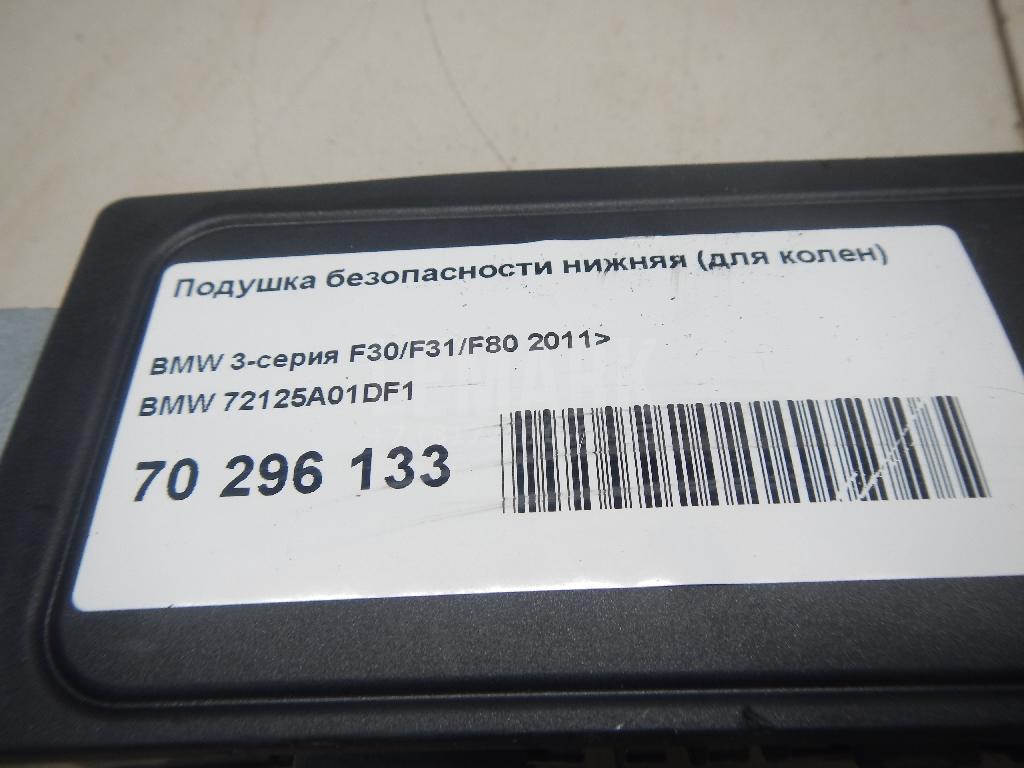 Подушка безопасности нижняя (для колен)
BMW 3-серия F30/F31/F80 2011>
BMW 72125A01DF1
70 296 133